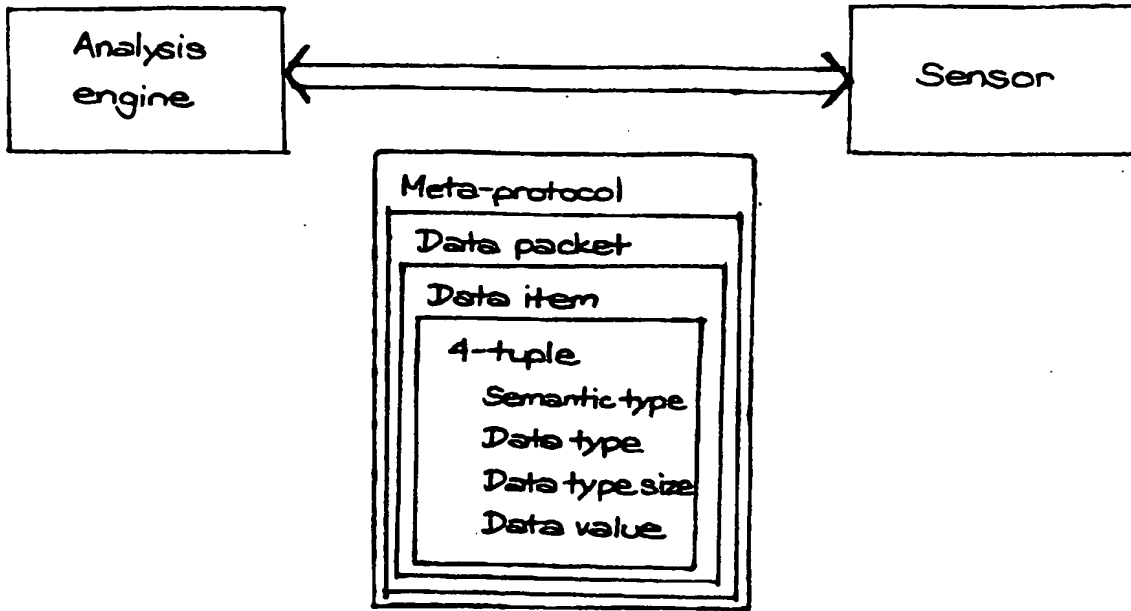 Analysis
engine
Sensor
Meta-protocol
Data packet
Data item
4-tuple
Semantic type
Data type
Data type size
Data value